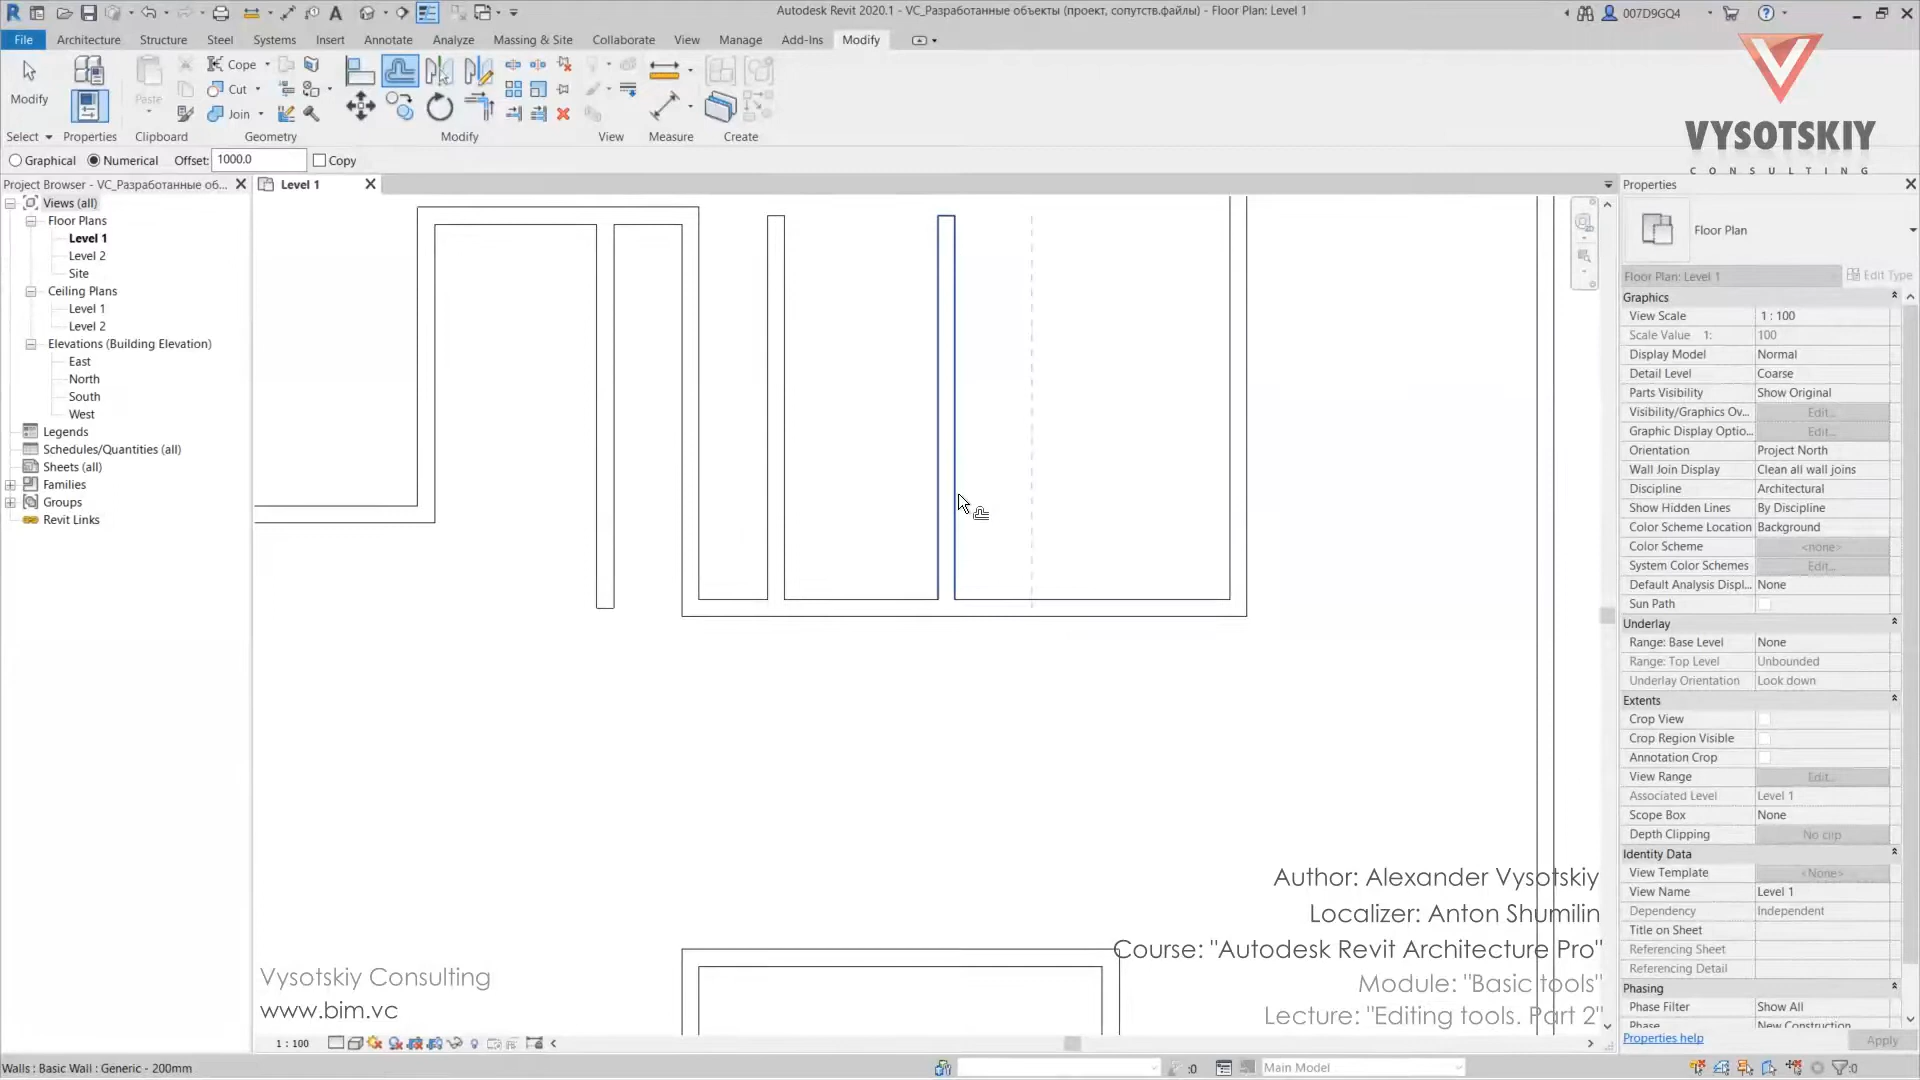 Autodesk Revit 2020.1 - VC_Разработанные объекты (проект, сопутств.файлы) - Floor Plan: Level 1
007D9GQ4
File Architecture Structure Steel Systems Insert Annotate Analyze Massing & Site Collaborate View Manage Add-Ins Modify
Modify
Paste
Cope
Cut
Join
Select Properties Clipboard Geometry Modify View Measure Create
VYSOTSKIY
CONSULTING
Graphical Numerical Offset: 1000.0 Copy
Project Browser - VC_Разработанные об...
Level 1
Properties
Views (all)
Floor Plans
Level 1
Level 2
Site
Ceiling Plans
Level 1
Level 2
Elevations (Building Elevation)
East
North
South
West
Legends
Schedules/Quantities (all)
Sheets (all)
Families
Groups
Revit Links
Floor Plan
Floor Plan: Level 1 Edit Type
Graphics
View Scale 1 : 100
Scale Value 1: 100
Display Model Normal
Detail Level Coarse
Parts Visibility Show Original
Visibility/Graphics Ov... Edit...
Graphic Display Optio... Edit...
Orientation Project North
Wall Join Display Clean all wall joins
Discipline Architectural
Show Hidden Lines By Discipline
Color Scheme Location Background
Color Scheme <none>
System Color Schemes Edit...
Default Analysis Displ... None
Sun Path
Underlay
Range: Base Level None
Range: Top Level Unbounded
Underlay Orientation Look down
Extents
Crop View
Crop Region Visible
Annotation Crop
View Range Edit...
Associated Level Level 1
Scope Box None
Depth Clipping No clip
Identity Data
View Template <None>
View Name Level 1
Dependency Independent
Title on Sheet
Referencing Sheet
Referencing Detail
Phasing
Phase Filter Show All
Phase New Construction
Properties help Apply
Author: Alexander Vysotskiy
Localizer: Anton Shumilin
Course: "Autodesk Revit Architecture Pro"
Module: "Basic tools"
Lecture: "Editing tools. Part 2"
Vysotskiy Consulting
www.bim.vc
1 : 100
Walls : Basic Wall : Generic - 200mm
:0
Main Model
:0